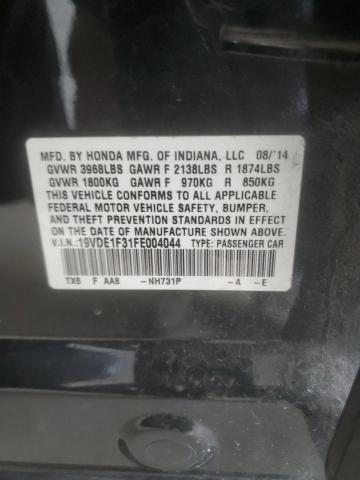 MFD. BY HONDA MFG. OF INDIANA, LLC 08/'14
GVWR 3968LBS GAWR F 2138LBS R 1874LBS
GVWR 1800KG GAWR F 970KG R 850KG
THIS VEHICLE CONFORMS TO ALL APPLICABLE
FEDERAL MOTOR VEHICLE SAFETY, BUMPER,
AND THEFT PREVENTION STANDARDS IN EFFECT
ON THE DATE OF MANUFACTURE SHOWN ABOVE.
V.I.N.:19VDE1F31FE004044 TYPE: PASSENGER CAR
TX6 F AAB -NH731P -A -E